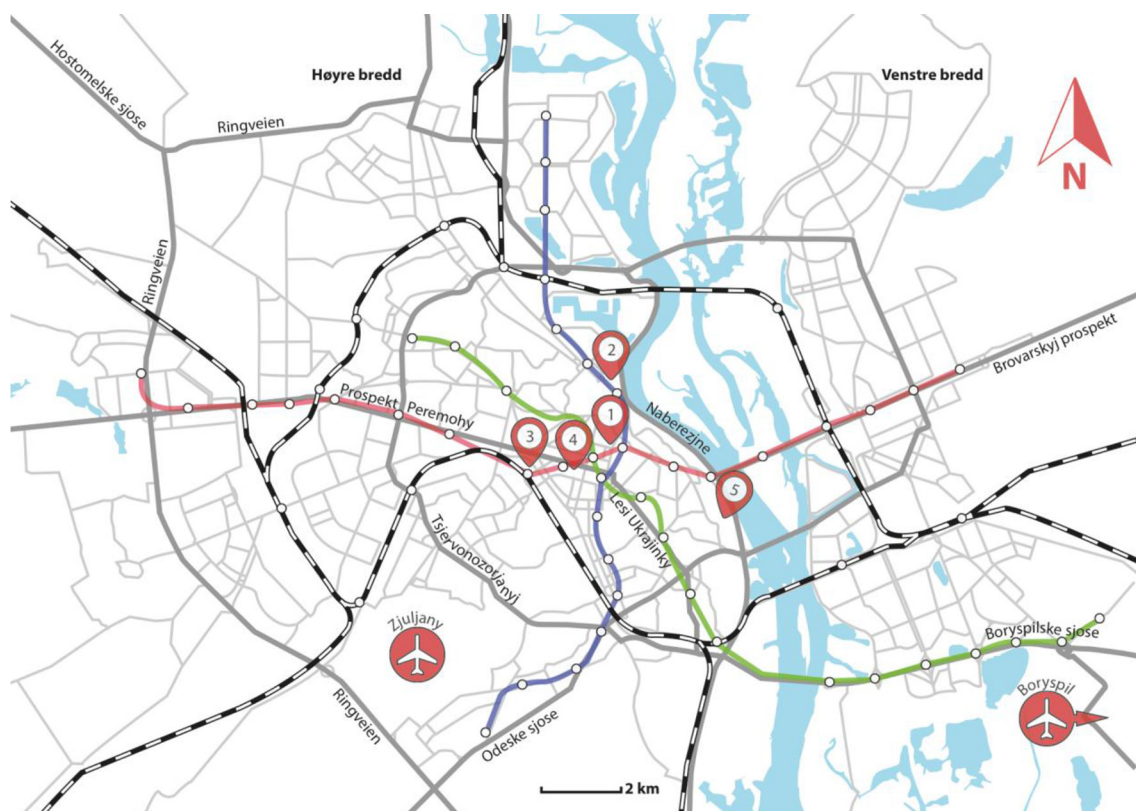 Hostomelske sjose
Høyre bredd
Venstre bredd
Ringveien
N
Ringveien
Brovarskyj prospekt
2
Prospekt Peremohy
1
Naberezjne
3
4
5
Lesi Ukrajinky
Tsjervonozorjanyj
Zjuljany
Boryspilske sjose
Boryspil
Ringveien
Odeske sjose
2 km